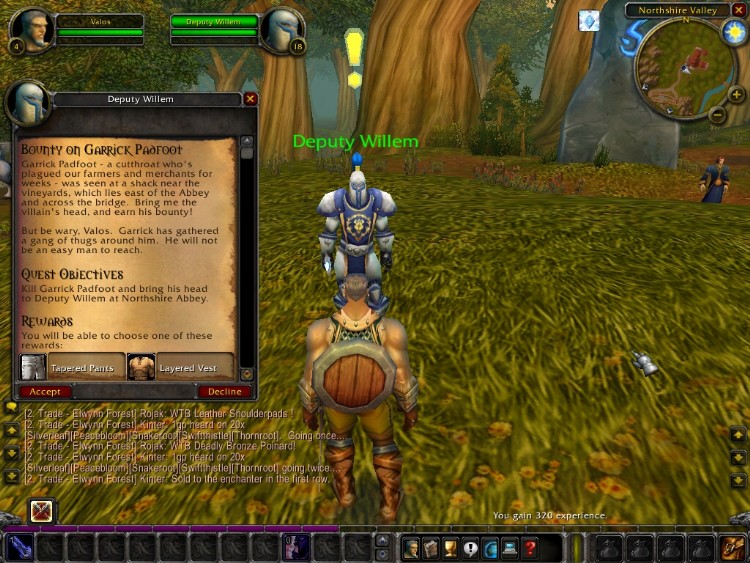 Valos
4
Deputy Willem
18
Northshire Valley
N
Deputy Willem
Bounty on Garrick Padfoot
Garrick Padfoot - a cutthroat who's
plagued our farmers and merchants for
weeks - was seen at a shack near the
vineyards, which lies east of the Abbey
and across the bridge. Bring me the
villain's head, and earn his bounty!
But be wary, Valos. Garrick has gathered
a gang of thugs around him. He will not
be an easy man to reach.
Quest Objectives
Kill Garrick Padfoot and bring his head
to Deputy Willem at Northshire Abbey.
Rewards
You will be able to choose one of these
rewards:
Tapered Pants
Layered Vest
Accept
Decline
Deputy Willem
[2. Trade - Elwynn Forest] Rojak: WTB Leather Shoulderpads !
[2. Trade - Elwynn Forest] Kinter: 1gp heard on 20x
[Silverleaf][Peacebloom][Snakeroot][Swiftthistle][Thornroot]. Going once....
[2. Trade - Elwynn Forest] Rojak: WTB Deadly Bronze Poinard!
[2. Trade - Elwynn Forest] Kinter: 1gp heard on 20x
[Silverleaf][Peacebloom][Snakeroot][Swiftthistle][Thornroot] going twice....
[2. Trade - Elwynn Forest] Kinter: Sold to the enchanter in the first row.
You gain 320 experience.